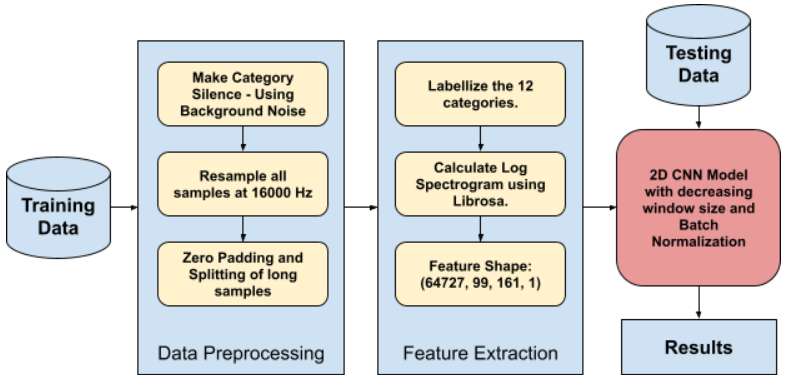 Training
Data
Make Category
Silence - Using
Background Noise
Resample all
samples at 16000 Hz
Zero Padding and
Splitting of long
samples
Data Preprocessing
Labellize the 12
categories.
Calculate Log
Spectrogram using
Librosa.
Feature Shape:
(64727, 99, 161, 1)
Feature Extraction
Testing
Data
2D CNN Model
with decreasing
window size and
Batch
Normalization
Results